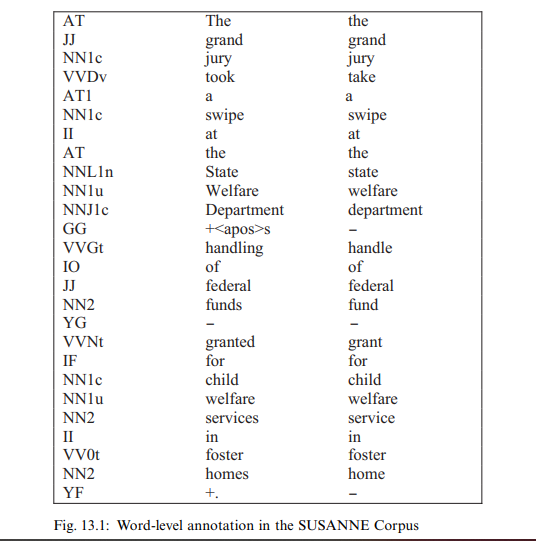 AT The the
JJ grand grand
NN1c jury jury
VVDv took take
AT1 a a
NN1c swipe swipe
II at at
AT the the
NNL1n State state
NN1u Welfare welfare
NNJ1c Department department
GG +<apos>s –
VVGt handling handle
IO of of
JJ federal federal
NN2 funds fund
YG – –
VVNt granted grant
IF for for
NN1c child child
NN1u welfare welfare
NN2 services service
II in in
VV0t foster foster
NN2 homes home
YF +. –
Fig. 13.1: Word-level annotation in the SUSANNE Corpus